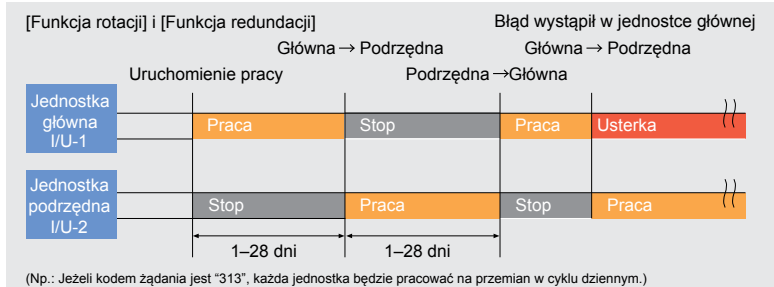 [Funkcja rotacji] i [Funkcja redundacji]
Błąd wystąpił w jednostce głównej
Główna → Podrzędna
Główna → Podrzędna
Uruchomienie pracy
Podrzędna →Główna
Jednostka
główna
I/U-1
Praca
Stop
Praca
Usterka
Jednostka
podrzędna
I/U-2
Stop
Praca
Stop
Praca
1–28 dni
1–28 dni
(Np.: Jeżeli kodem żądania jest “313”, każda jednostka będzie pracować na przemian w cyklu dziennym.)